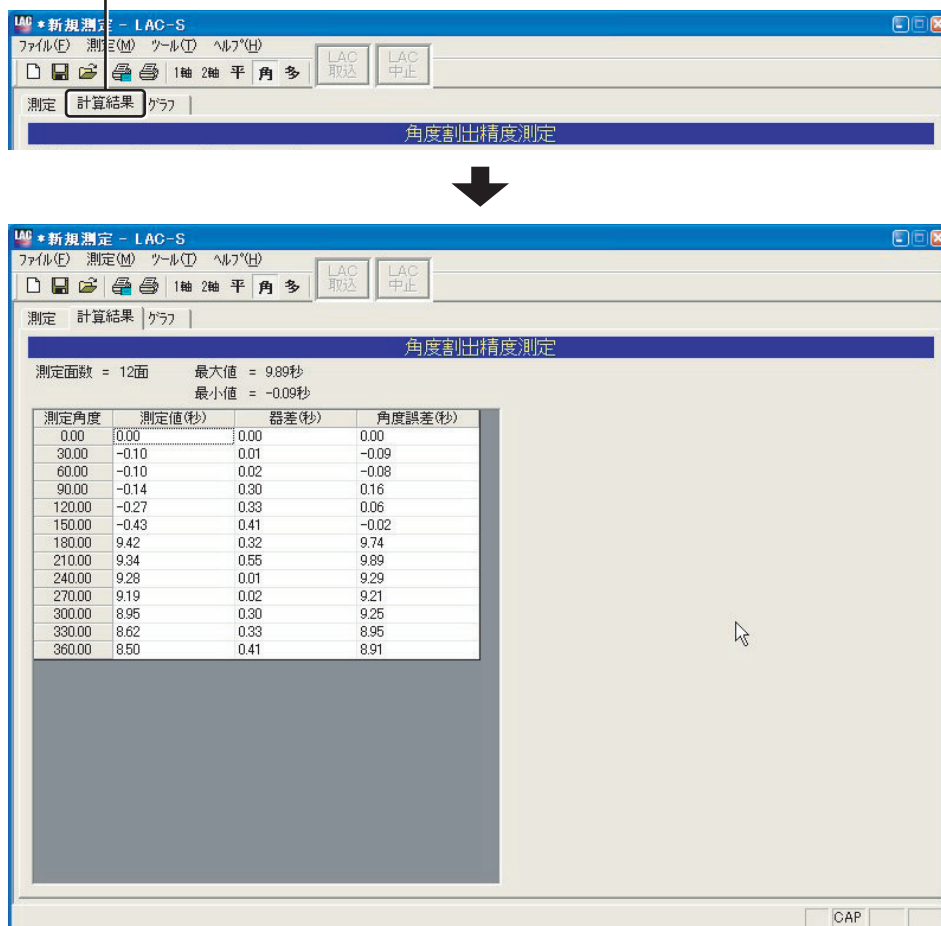 *新規測定 - LAC-S
ファイル(F) 測定(M) ツール(T) ヘルプ(H)
1軸 2軸 平 角 多 LAC取込 LAC中止
測定 計算結果 グラフ
角度割出精度測定
*新規測定 - LAC-S
ファイル(F) 測定(M) ツール(T) ヘルプ(H)
1軸 2軸 平 角 多 LAC取込 LAC中止
測定 計算結果 グラフ
角度割出精度測定
測定面数 = 12面 最大値 = 9.89秒
最小値 = -0.09秒
測定角度 測定値(秒) 器差(秒) 角度誤差(秒)
0.00 0.00 0.00 0.00
30.00 -0.10 0.01 -0.09
60.00 -0.10 0.02 -0.08
90.00 -0.14 0.30 0.16
120.00 -0.27 0.33 0.06
150.00 -0.43 0.41 -0.02
180.00 9.42 0.32 9.74
210.00 9.34 0.55 9.89
240.00 9.28 0.01 9.29
270.00 9.19 0.02 9.21
300.00 8.95 0.30 9.25
330.00 8.62 0.33 8.95
360.00 8.50 0.41 8.91
CAP